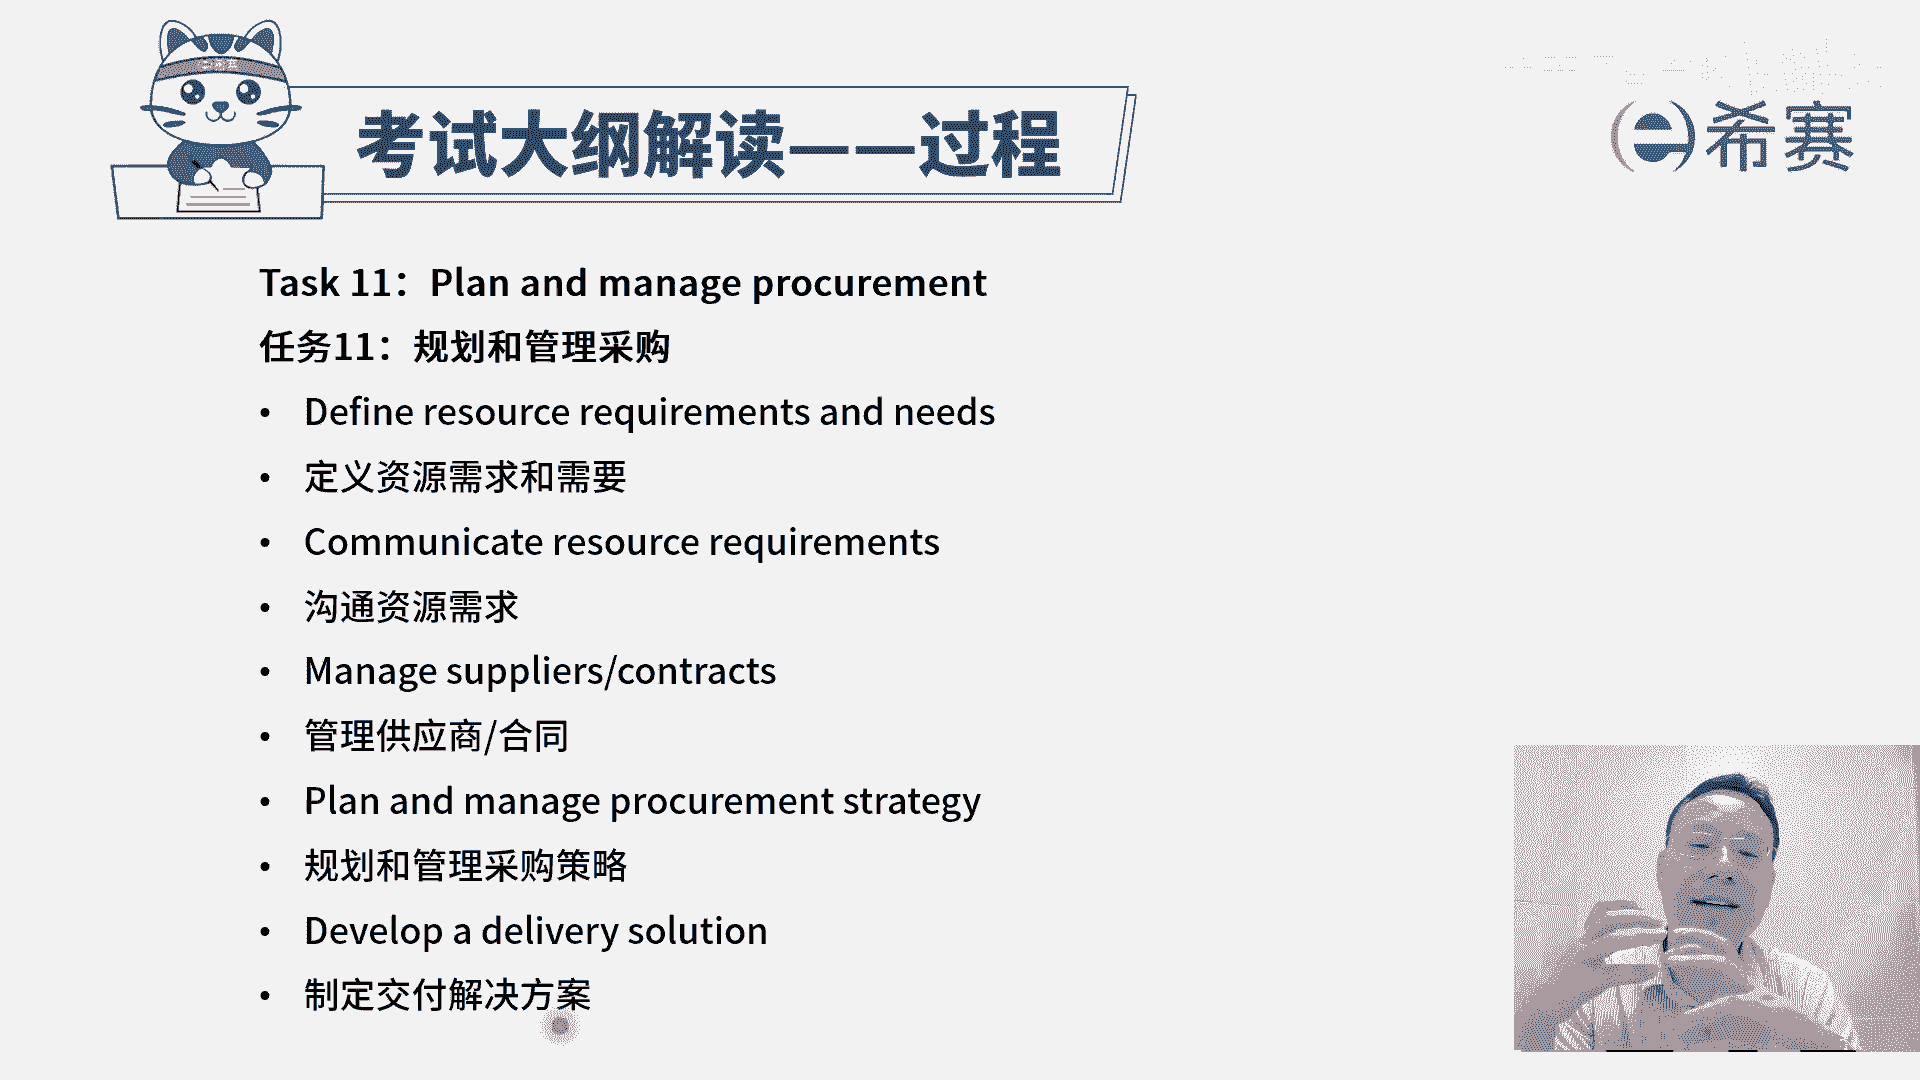 考试大纲解读——过程
希赛
Task 11：Plan and manage procurement
任务11：规划和管理采购
• Define resource requirements and needs
• 定义资源需求和需要
• Communicate resource requirements
• 沟通资源需求
• Manage suppliers/contracts
• 管理供应商/合同
• Plan and manage procurement strategy
• 规划和管理采购策略
• Develop a delivery solution
• 制定交付解决方案